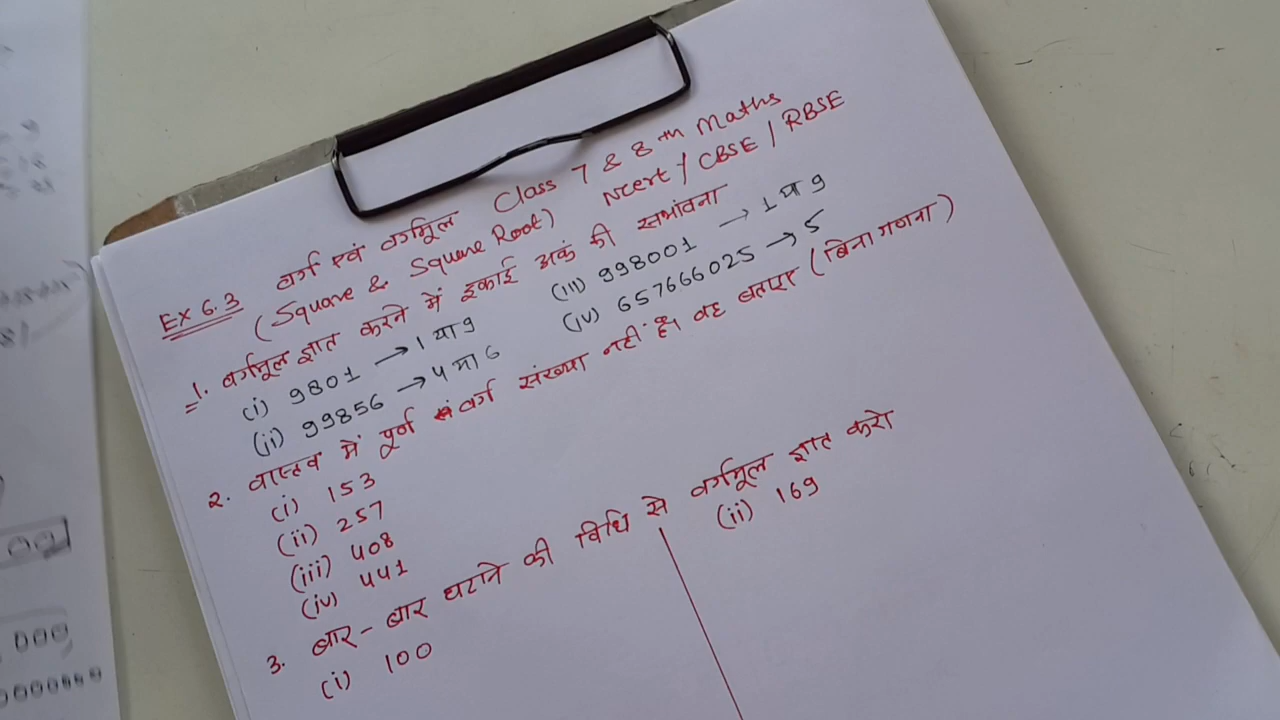 Ex 6.3 वर्ग एवं वर्गमूल Class 7 & 8 th Maths
(Square & Square Root) Ncert / CBSE / RBSE
1. वर्गमूल ज्ञात करने में इकाई अकं की सभांवना
(i) 9801 → 1 या 9 (iii) 998001 → 1 या 9
(ii) 99856 → 4 या 6 (iv) 657666025 → 5
2. वास्तव में पूर्ण वर्ग संख्या नहीं है। वह बताएं (बिना गणना)
(i) 153
(ii) 257
(iii) 408
(iv) 441
3. बार-बार घटाने की विधि से वर्गमूल ज्ञात करो
(i) 100 (ii) 169